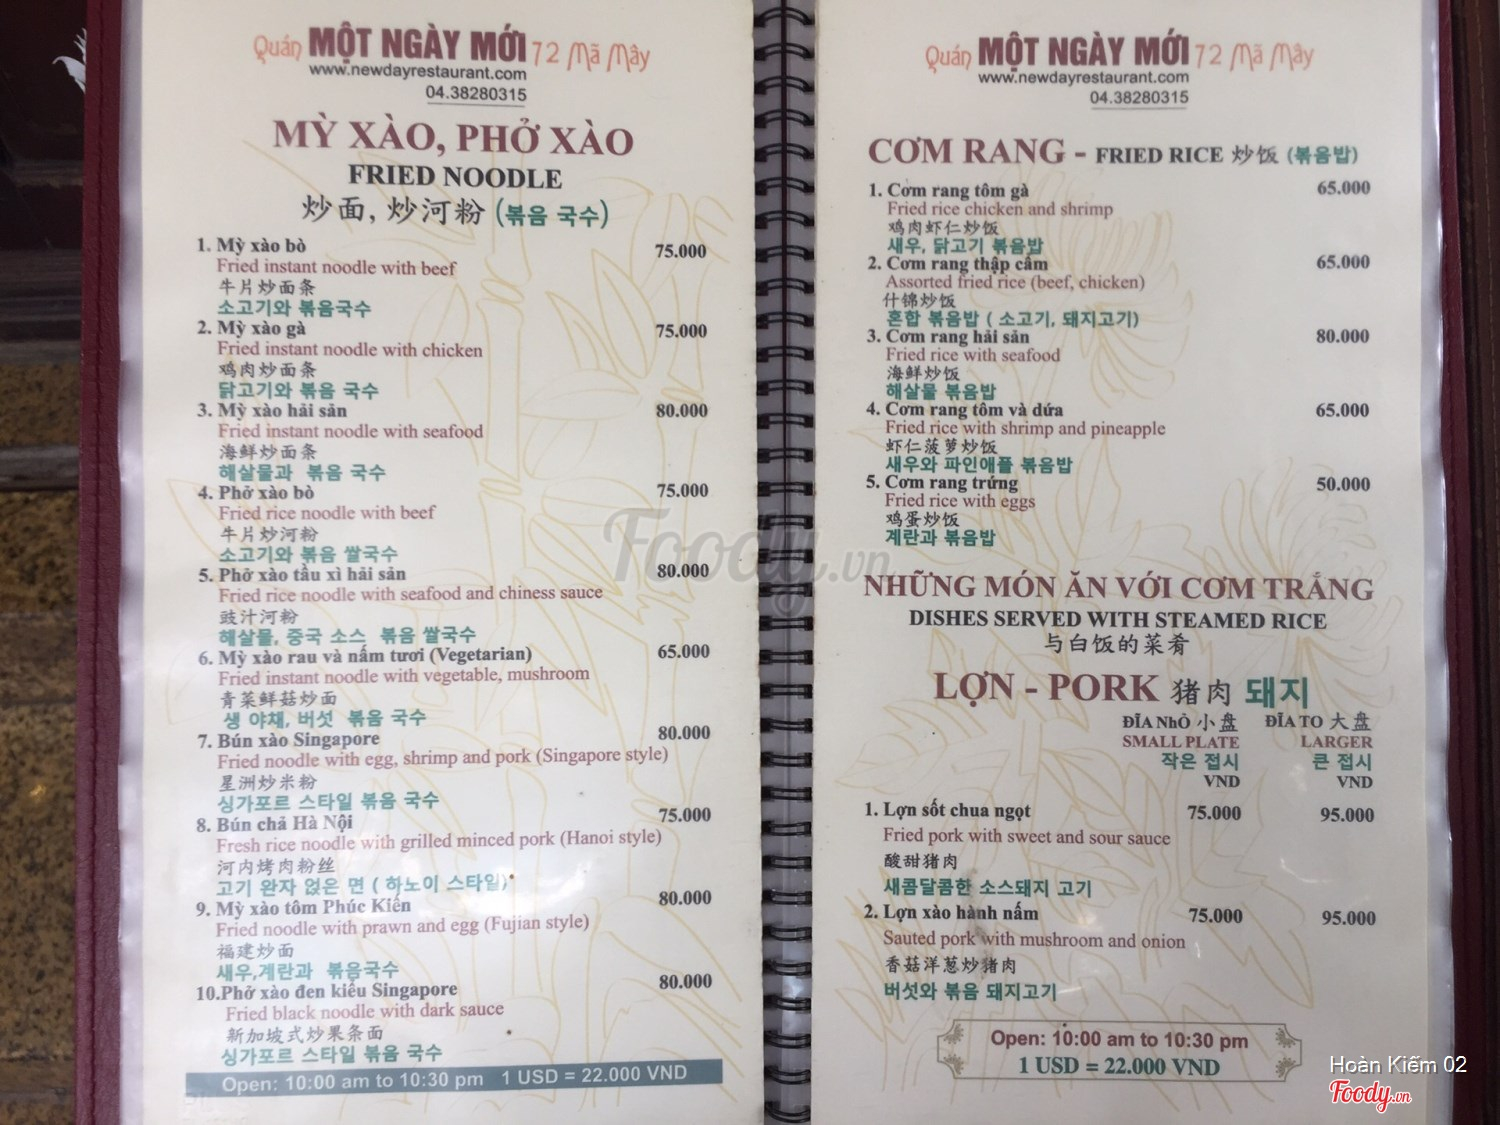 Quán MỘT NGÀY MỚI 72 Mã Mây
www.newdayrestaurant.com
04.38280315
MỲ XÀO, PHỞ XÀO
FRIED NOODLE
炒面, 炒河粉 (볶음 국수)
1. Mỳ xào bò 75.000
Fried instant noodle with beef
牛片炒面条
소고기와 볶음국수
2. Mỳ xào gà 75.000
Fried instant noodle with chicken
鸡肉炒面条
닭고기와 볶음 국수
3. Mỳ xào hải sản 80.000
Fried instant noodle with seafood
海鲜炒面条
해살물과 볶음 국수
4. Phở xào bò 75.000
Fried rice noodle with beef
牛片炒河粉
소고기와 볶음 쌀국수
5. Phở xào tầu xì hải sản 80.000
Fried rice noodle with seafood and chiness sauce
豉汁河粉
해살물, 중국 소스 볶음 쌀국수
6. Mỳ xào rau và nấm tươi (Vegetarian) 65.000
Fried instant noodle with vegetable, mushroom
青菜鲜菇炒面
생 야채, 버섯 볶음 국수
7. Bún xào Singapore 80.000
Fried noodle with egg, shrimp and pork (Singapore style)
星洲炒米粉
싱가포르 스타일 볶음 국수
8. Bún chả Hà Nội 75.000
Fresh rice noodle with grilled minced pork (Hanoi style)
河内烤肉粉丝
고기 완자 얹은 면 ( 하노이 스타일)
9. Mỳ xào tôm Phúc Kiến 80.000
Fried noodle with prawn and egg (Fujian style)
福建炒面
새우,계란과 볶음국수
10.Phở xào đen kiểu Singapore 80.000
Fried black noodle with dark sauce
新加坡式炒果条面
싱가포르 스타일 볶음 국수
Open: 10:00 am to 10:30 pm 1 USD = 22.000 VND
Quán MỘT NGÀY MỚI 72 Mã Mây
www.newdayrestaurant.com
04.38280315
CƠM RANG - FRIED RICE 炒饭 (볶음밥)
1. Cơm rang tôm gà 65.000
Fried rice chicken and shrimp
鸡肉虾仁炒饭
새우, 닭고기 볶음밥
2. Cơm rang thập cẩm 65.000
Assorted fried rice (beef, chicken)
什锦炒饭
혼합 볶음밥 ( 소고기, 돼지고기)
3. Cơm rang hải sản 80.000
Fried rice with seafood
海鲜炒饭
해살물 볶음밥
4. Cơm rang tôm và dứa 65.000
Fried rice with shrimp and pineapple
虾仁菠萝炒饭
새우와 파인애플 볶음밥
5. Cơm rang trứng 50.000
Fried rice with eggs
鸡蛋炒饭
계란과 볶음밥
NHỮNG MÓN ĂN VỚI CƠM TRẮNG
DISHES SERVED WITH STEAMED RICE
与白饭的菜肴
LỢN - PORK 猪肉 돼지
ĐĨA NhỎ 小盘 ĐĨA TO 大盘
SMALL PLATE LARGER
작은 접시 큰 접시
VND VND
1. Lợn sốt chua ngọt 75.000 95.000
Fried pork with sweet and sour sauce
酸甜猪肉
새콤달콤한 소스돼지 고기
2. Lợn xào hành nấm 75.000 95.000
Sauted pork with mushroom and onion
香菇洋葱炒猪肉
버섯와 볶음 돼지고기
Open: 10:00 am to 10:30 pm
1 USD = 22.000 VND
Foody.vn
Hoàn Kiếm 02
Foody.vn